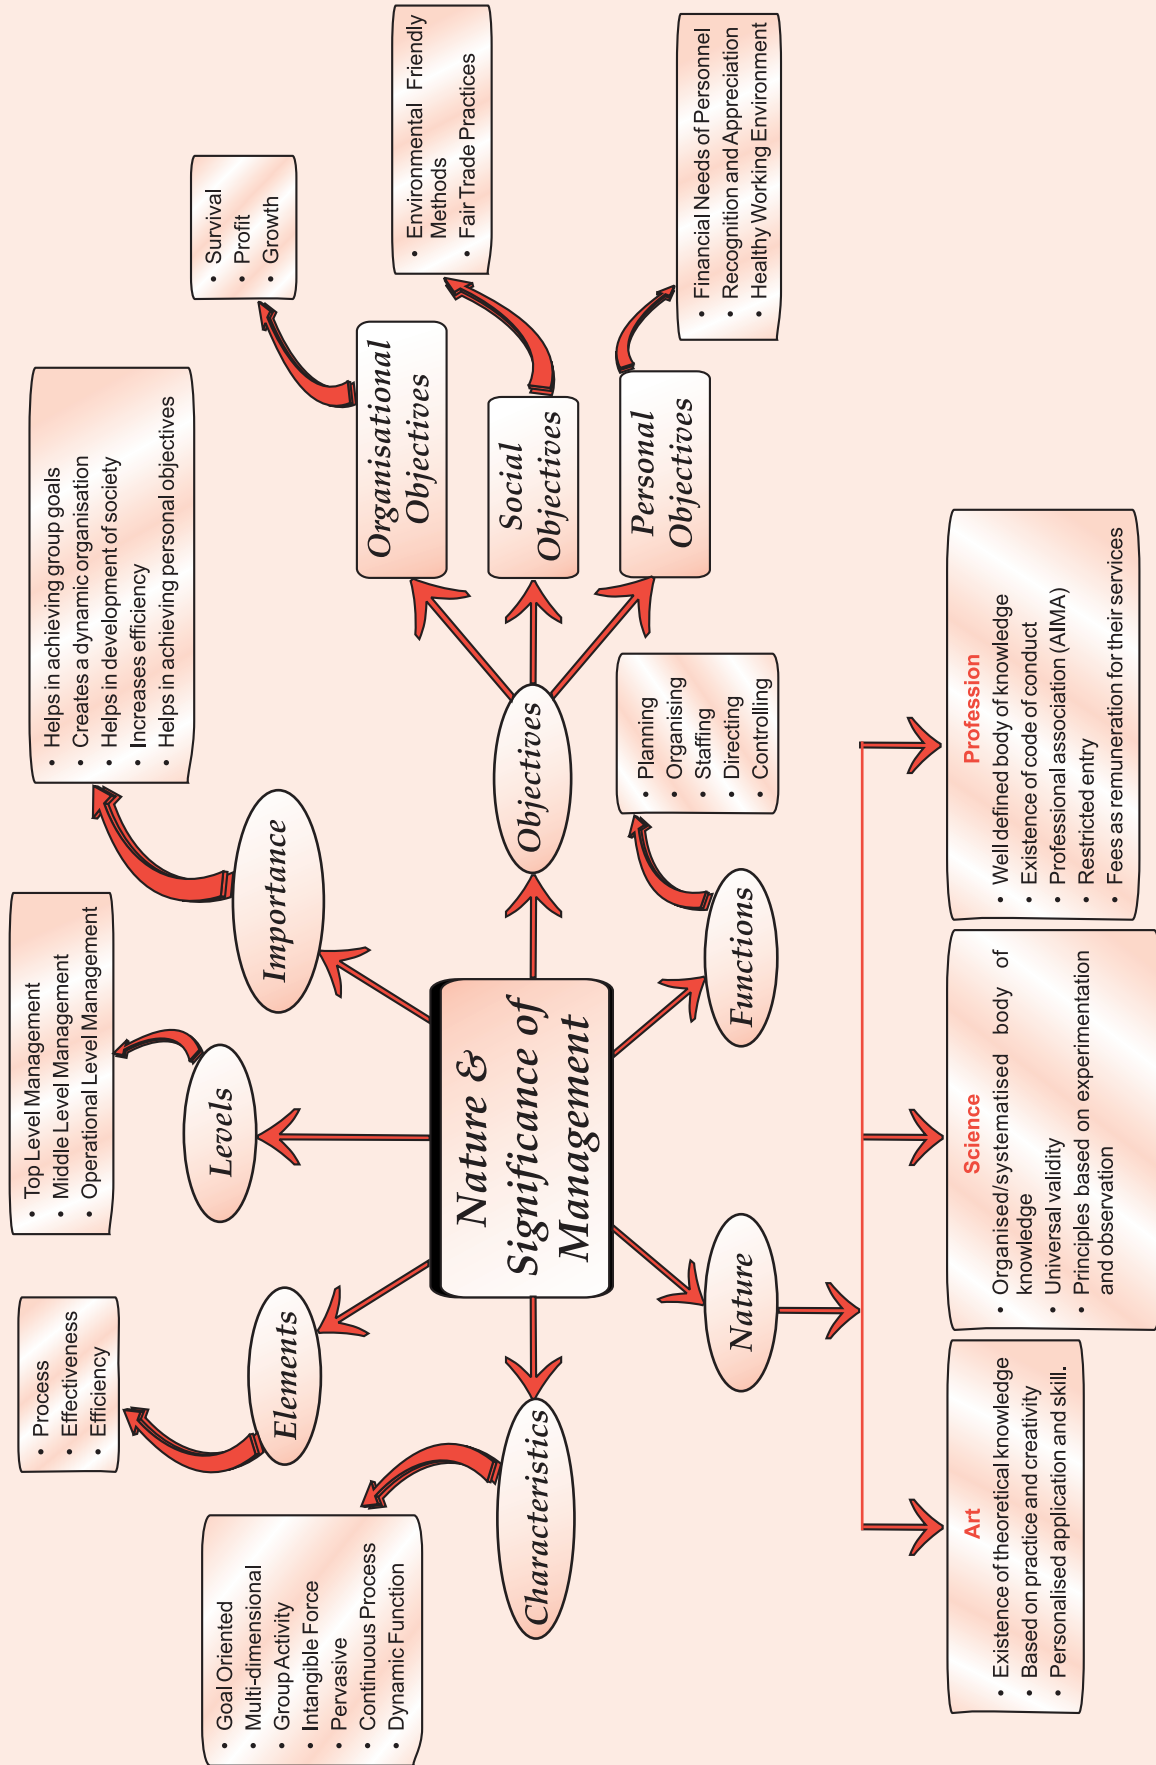 Process
Effectiveness
Efficiency
Top Level Management
Middle Level Management
Operational Level Management
Helps in achieving group goals
Creates a dynamic organisation
Helps in development of society
Increases efficiency
Helps in achieving personal objectives
Survival
Profit
Growth
Goal Oriented
Multi-dimensional
Group Activity
Intangible Force
Pervasive
Continuous Process
Dynamic Function
Elements
Levels
Importance
Organisational
Objectives
Environmental Friendly
Methods
Fair Trade Practices
Characteristics
Nature &
Significance of
Management
Objectives
Social
Objectives
Personal
Objectives
Financial Needs of Personnel
Recognition and Appreciation
Healthy Working Environment
Nature
Functions
Planning
Organising
Staffing
Directing
Controlling
Art
Existence of theoretical knowledge
Based on practice and creativity
Personalised application and skill.
Science
Organised/systematised body of
knowledge
Universal validity
Principles based on experimentation
and observation
Profession
Well defined body of knowledge
Existence of code of conduct
Professional association (AIMA)
Restricted entry
Fees as remuneration for their services